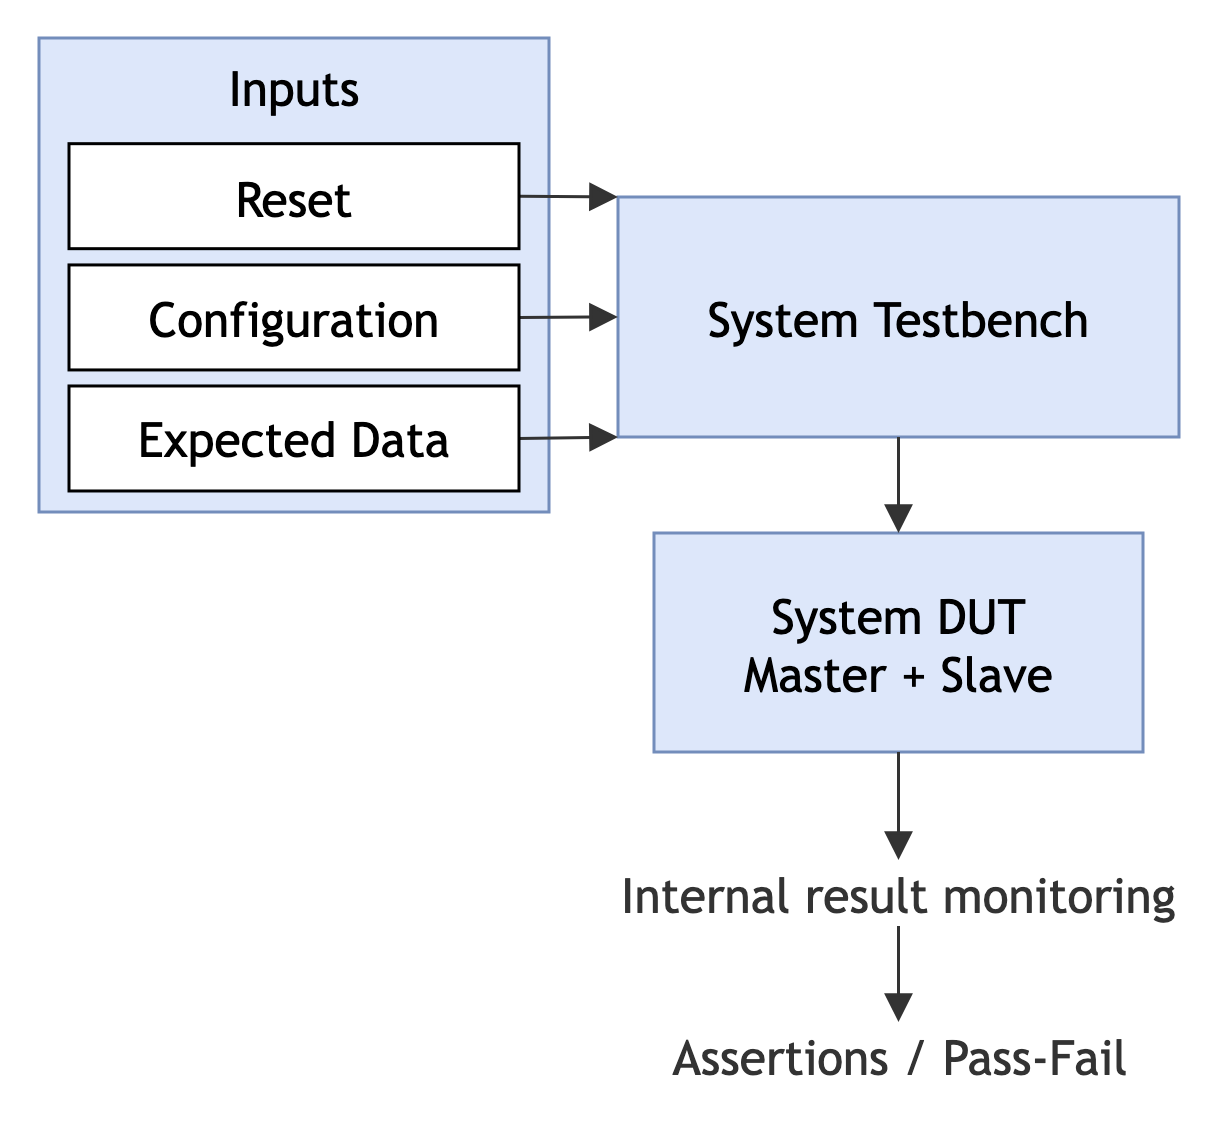 Inputs
Reset
Configuration
Expected Data
System Testbench
System DUT
Master + Slave
Internal result monitoring
Assertions / Pass-Fail